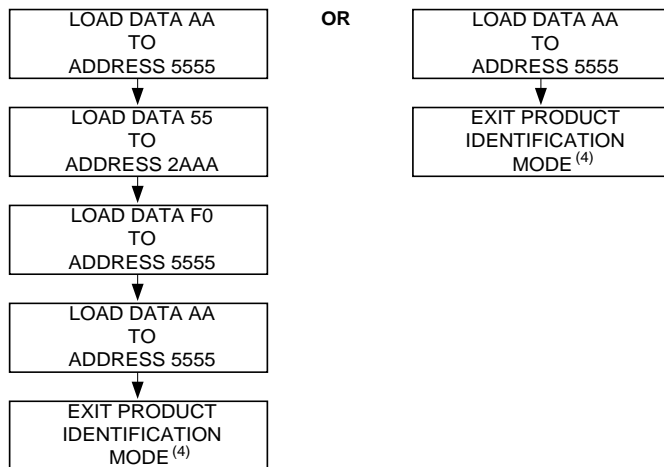 LOAD DATA AA
TO
ADDRESS 5555
LOAD DATA 55
TO
ADDRESS 2AAA
LOAD DATA F0
TO
ADDRESS 5555
LOAD DATA AA
TO
ADDRESS 5555
EXIT PRODUCT
IDENTIFICATION
MODE (4)
OR
LOAD DATA AA
TO
ADDRESS 5555
EXIT PRODUCT
IDENTIFICATION
MODE (4)